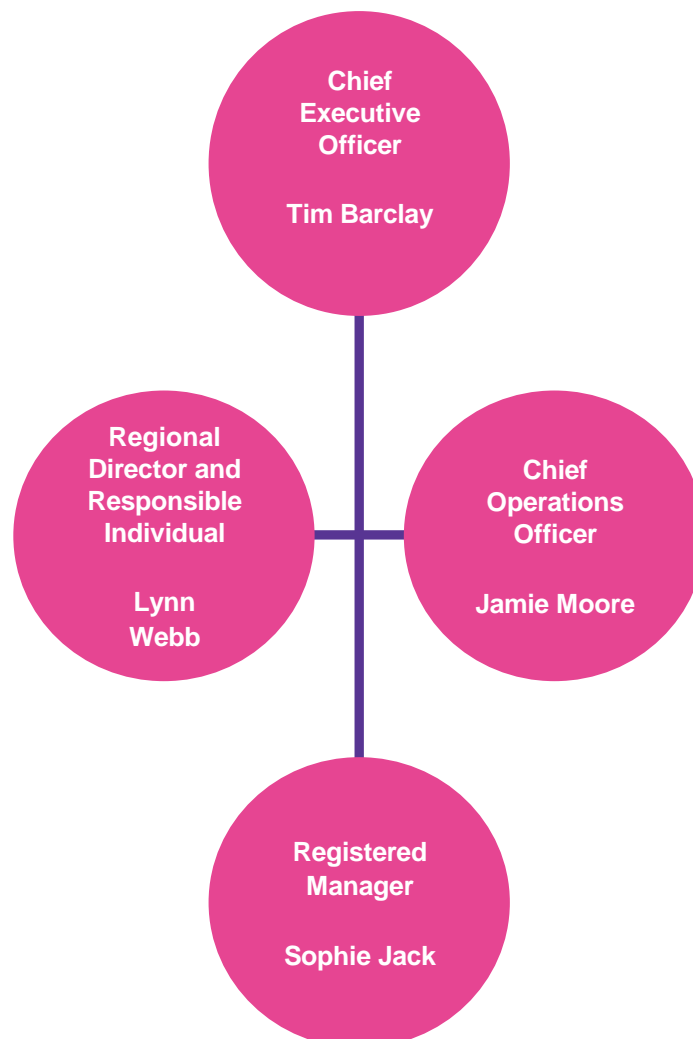 Chief
Executive
Officer
Tim Barclay
Regional
Director and
Responsible
Individual
Lynn
Webb
Chief
Operations
Officer
Jamie Moore
Registered
Manager
Sophie Jack